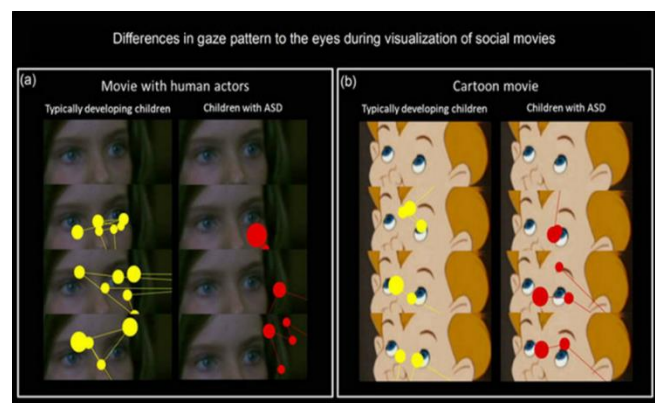 Differences in gaze pattern to the eyes during visualization of social movies
(a)
Movie with human actors
Typically developing children
Children with ASD
(b)
Cartoon movie
Typically developing children
Children with ASD